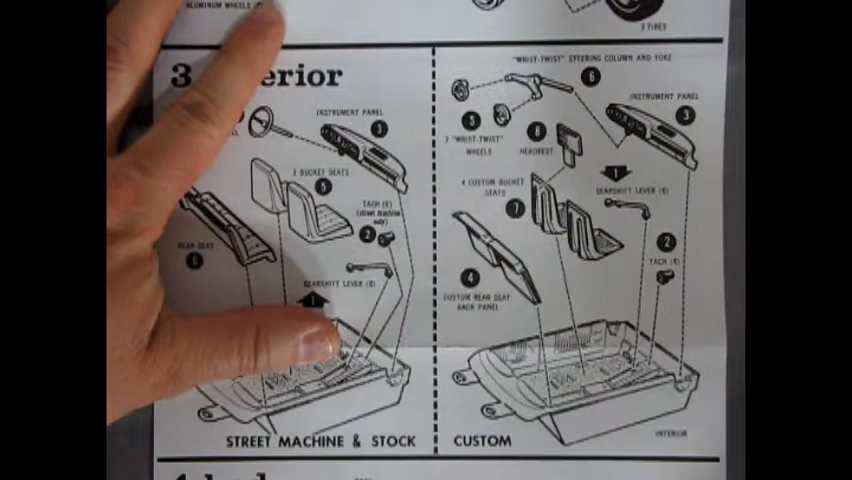 ALUMINUM WHEELS (C)
2 TIRES
3 erior
INSTRUMENT PANEL
3
2 BUCKET SEATS
5
TACH (E)
(street machine
only)
2
REAR SEAT
6
GEARSHIFT LEVER (E)
1
STREET MACHINE & STOCK
"WRIST-TWIST" STEERING COLUMN AND YOKE
6
INSTRUMENT PANEL
3
5
2 "WRIST-TWIST"
WHEELS
8
HEADREST
1
4 CUSTOM BUCKET
SEATS
7
GEARSHIFT LEVER (E)
2
TACH (E)
4
CUSTOM REAR SEAT
BACK PANEL
CUSTOM
INTERIOR